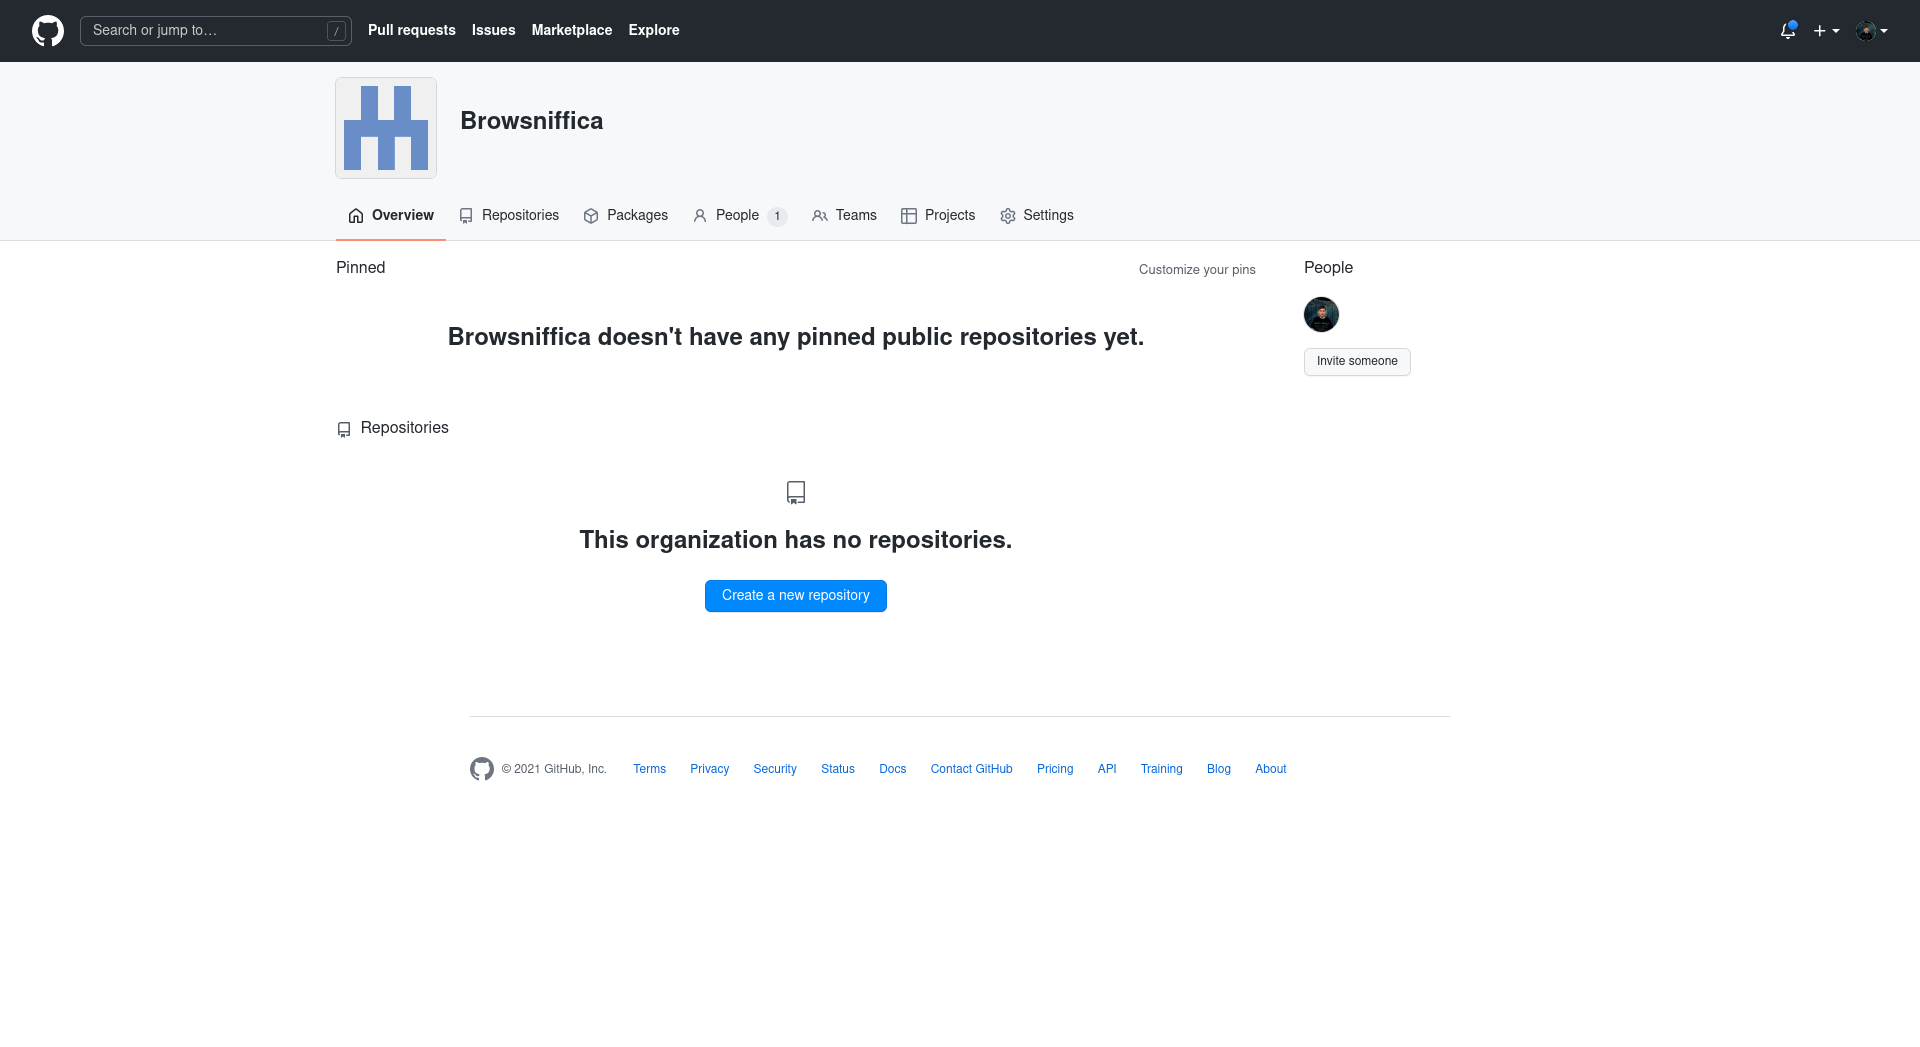 Search or jump to… /
Pull requests Issues Marketplace Explore
Browsniffica
Overview Repositories Packages People 1 Teams Projects Settings
Pinned Customize your pins
Browsniffica doesn't have any pinned public repositories yet.
People
Invite someone
Repositories
This organization has no repositories.
Create a new repository
© 2021 GitHub, Inc. Terms Privacy Security Status Docs Contact GitHub Pricing API Training Blog About